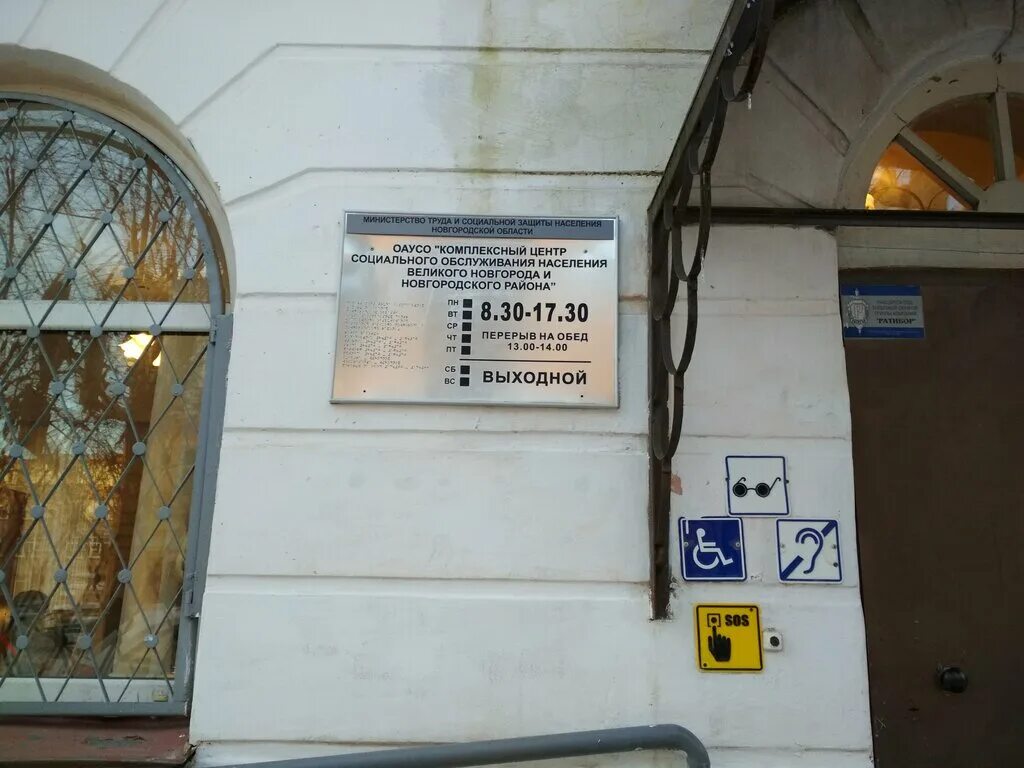 МИНИСТЕРСТВО ТРУДА И СОЦИАЛЬНОЙ ЗАЩИТЫ НАСЕЛЕНИЯ
НОВГОРОДСКОЙ ОБЛАСТИ
ОАУСО "КОМПЛЕКСНЫЙ ЦЕНТР
СОЦИАЛЬНОГО ОБСЛУЖИВАНИЯ НАСЕЛЕНИЯ
ВЕЛИКОГО НОВГОРОДА И
НОВГОРОДСКОГО РАЙОНА"
ПН
ВТ
СР
ЧТ
ПТ
8.30-17.30
ПЕРЕРЫВ НА ОБЕД
13.00-14.00
СБ
ВС
ВЫХОДНОЙ
"РАТИБОР"
SOS